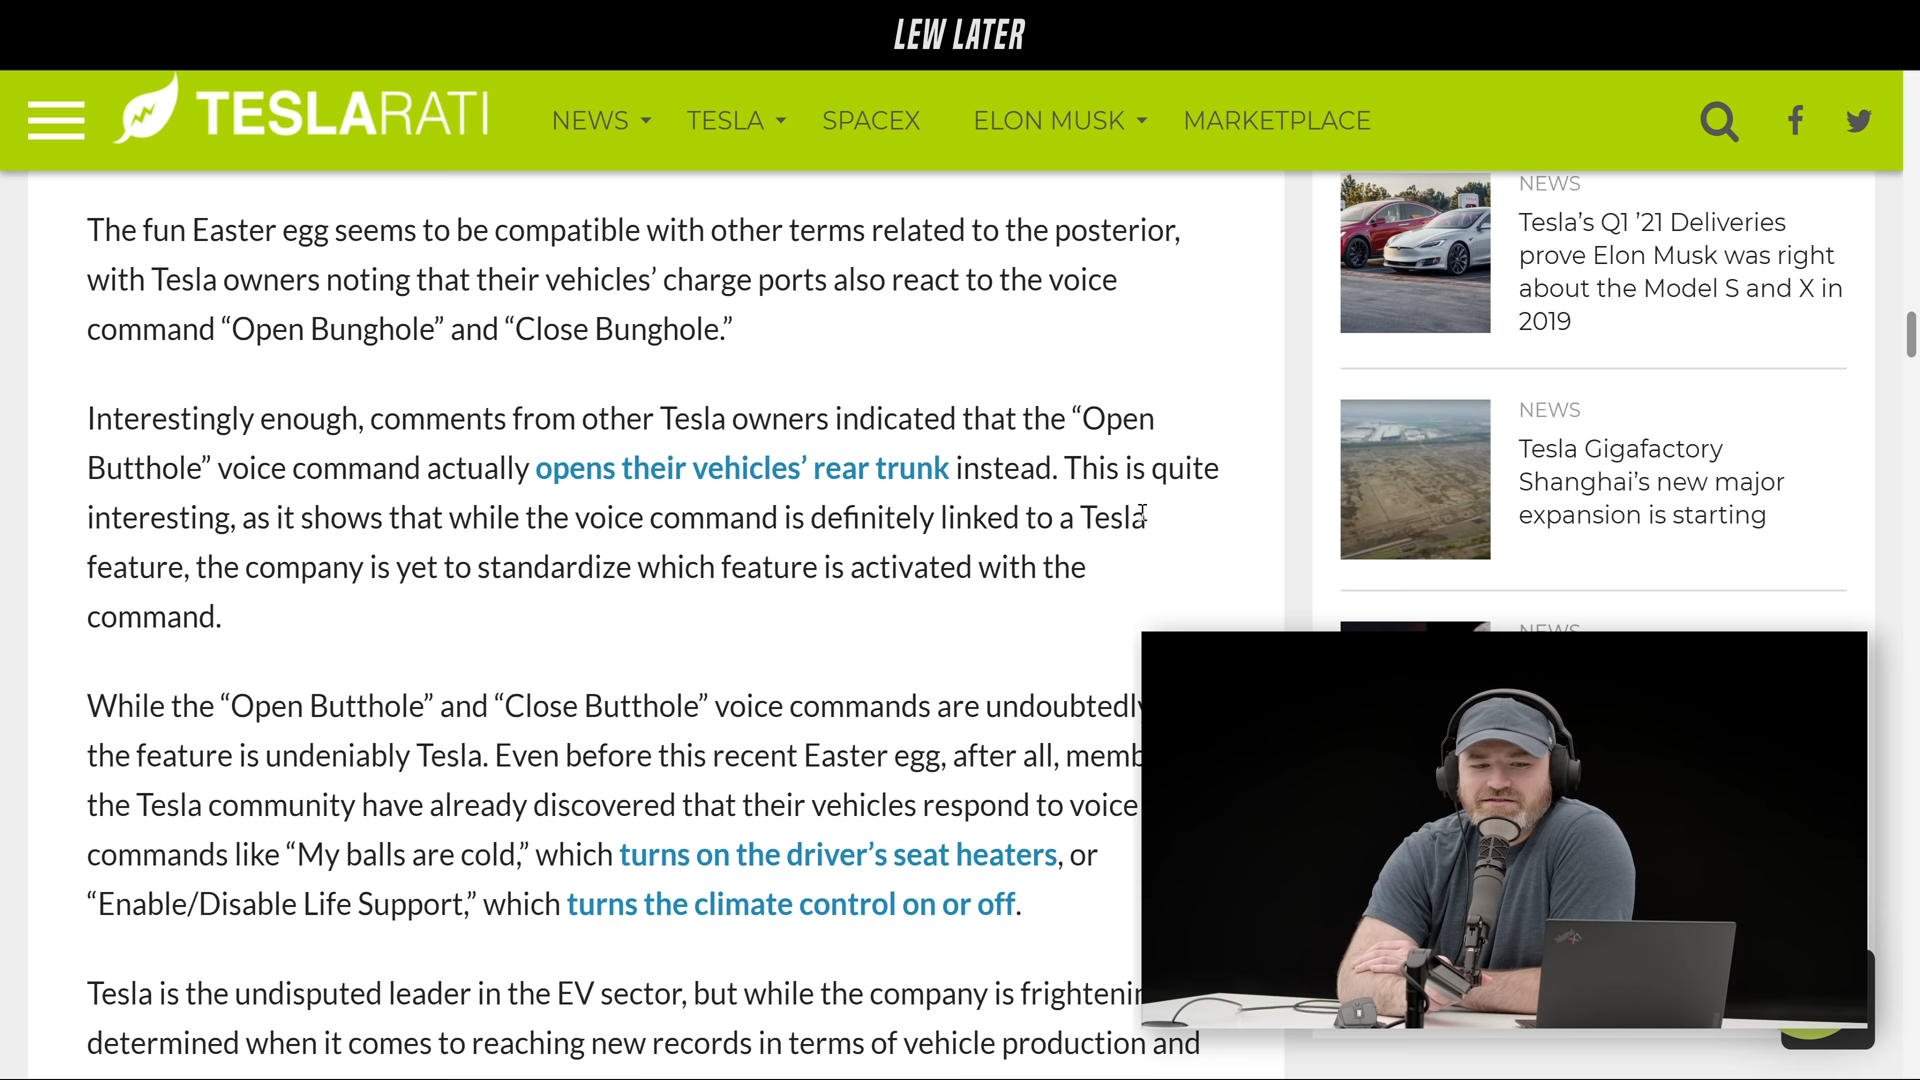 LEW LATER
TESLARATI
NEWS
TESLA
SPACEX
ELON MUSK
MARKETPLACE
The fun Easter egg seems to be compatible with other terms related to the posterior,
with Tesla owners noting that their vehicles’ charge ports also react to the voice
command “Open Bunghole” and “Close Bunghole.”
Interestingly enough, comments from other Tesla owners indicated that the “Open
Butthole” voice command actually opens their vehicles’ rear trunk instead. This is quite
interesting, as it shows that while the voice command is definitely linked to a Tesla
feature, the company is yet to standardize which feature is activated with the
command.
While the “Open Butthole” and “Close Butthole” voice commands are undoubtedly
the feature is undeniably Tesla. Even before this recent Easter egg, after all, memb
the Tesla community have already discovered that their vehicles respond to voice
commands like “My balls are cold,” which turns on the driver’s seat heaters, or
“Enable/Disable Life Support,” which turns the climate control on or off.
Tesla is the undisputed leader in the EV sector, but while the company is frightenin
determined when it comes to reaching new records in terms of vehicle production and
NEWS
Tesla’s Q1 ’21 Deliveries
prove Elon Musk was right
about the Model S and X in
2019
NEWS
Tesla Gigafactory
Shanghai’s new major
expansion is starting
NEWS